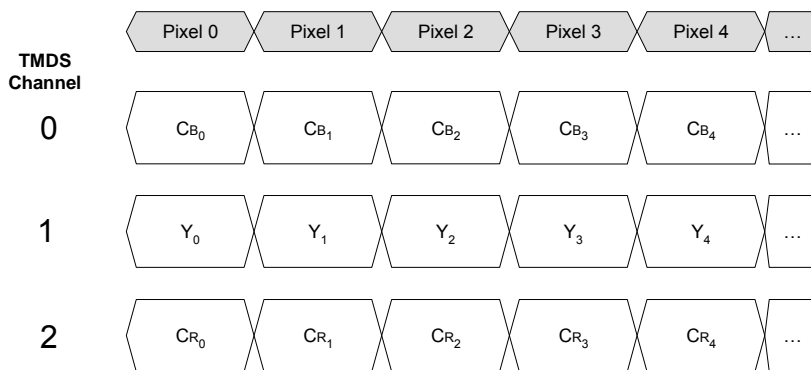 Pixel 0 Pixel 1 Pixel 2 Pixel 3 Pixel 4 ...
TMDS
Channel
0 CB0 CB1 CB2 CB3 CB4 ...
1 Y0 Y1 Y2 Y3 Y4 ...
2 CR0 CR1 CR2 CR3 CR4 ...